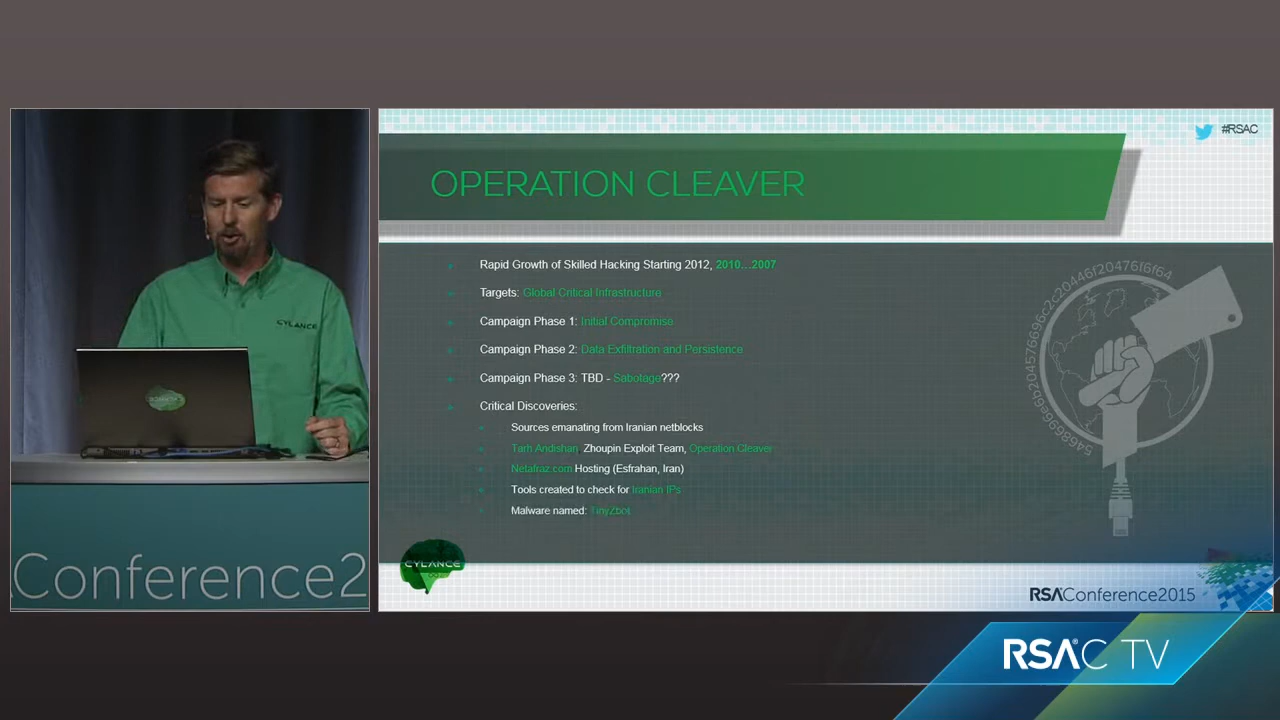 #RSAC
OPERATION CLEAVER
Rapid Growth of Skilled Hacking Starting 2012, 2010...2007
Targets: Global Critical Infrastructure
Campaign Phase 1: Initial Compromise
Campaign Phase 2: Data Exfiltration and Persistence
Campaign Phase 3: TBD - Sabotage???
Critical Discoveries:
Sources emanating from Iranian netblocks
Tarh Andishan, Zhoupin Exploit Team, Operation Cleaver
Netafraz.com Hosting (Esfrahan, Iran)
Tools created to check for Iranian IPs
Malware named: TinyZbot
CYLANCE
CYLANCE
Conference2
RSAConference2015
RSAC TV